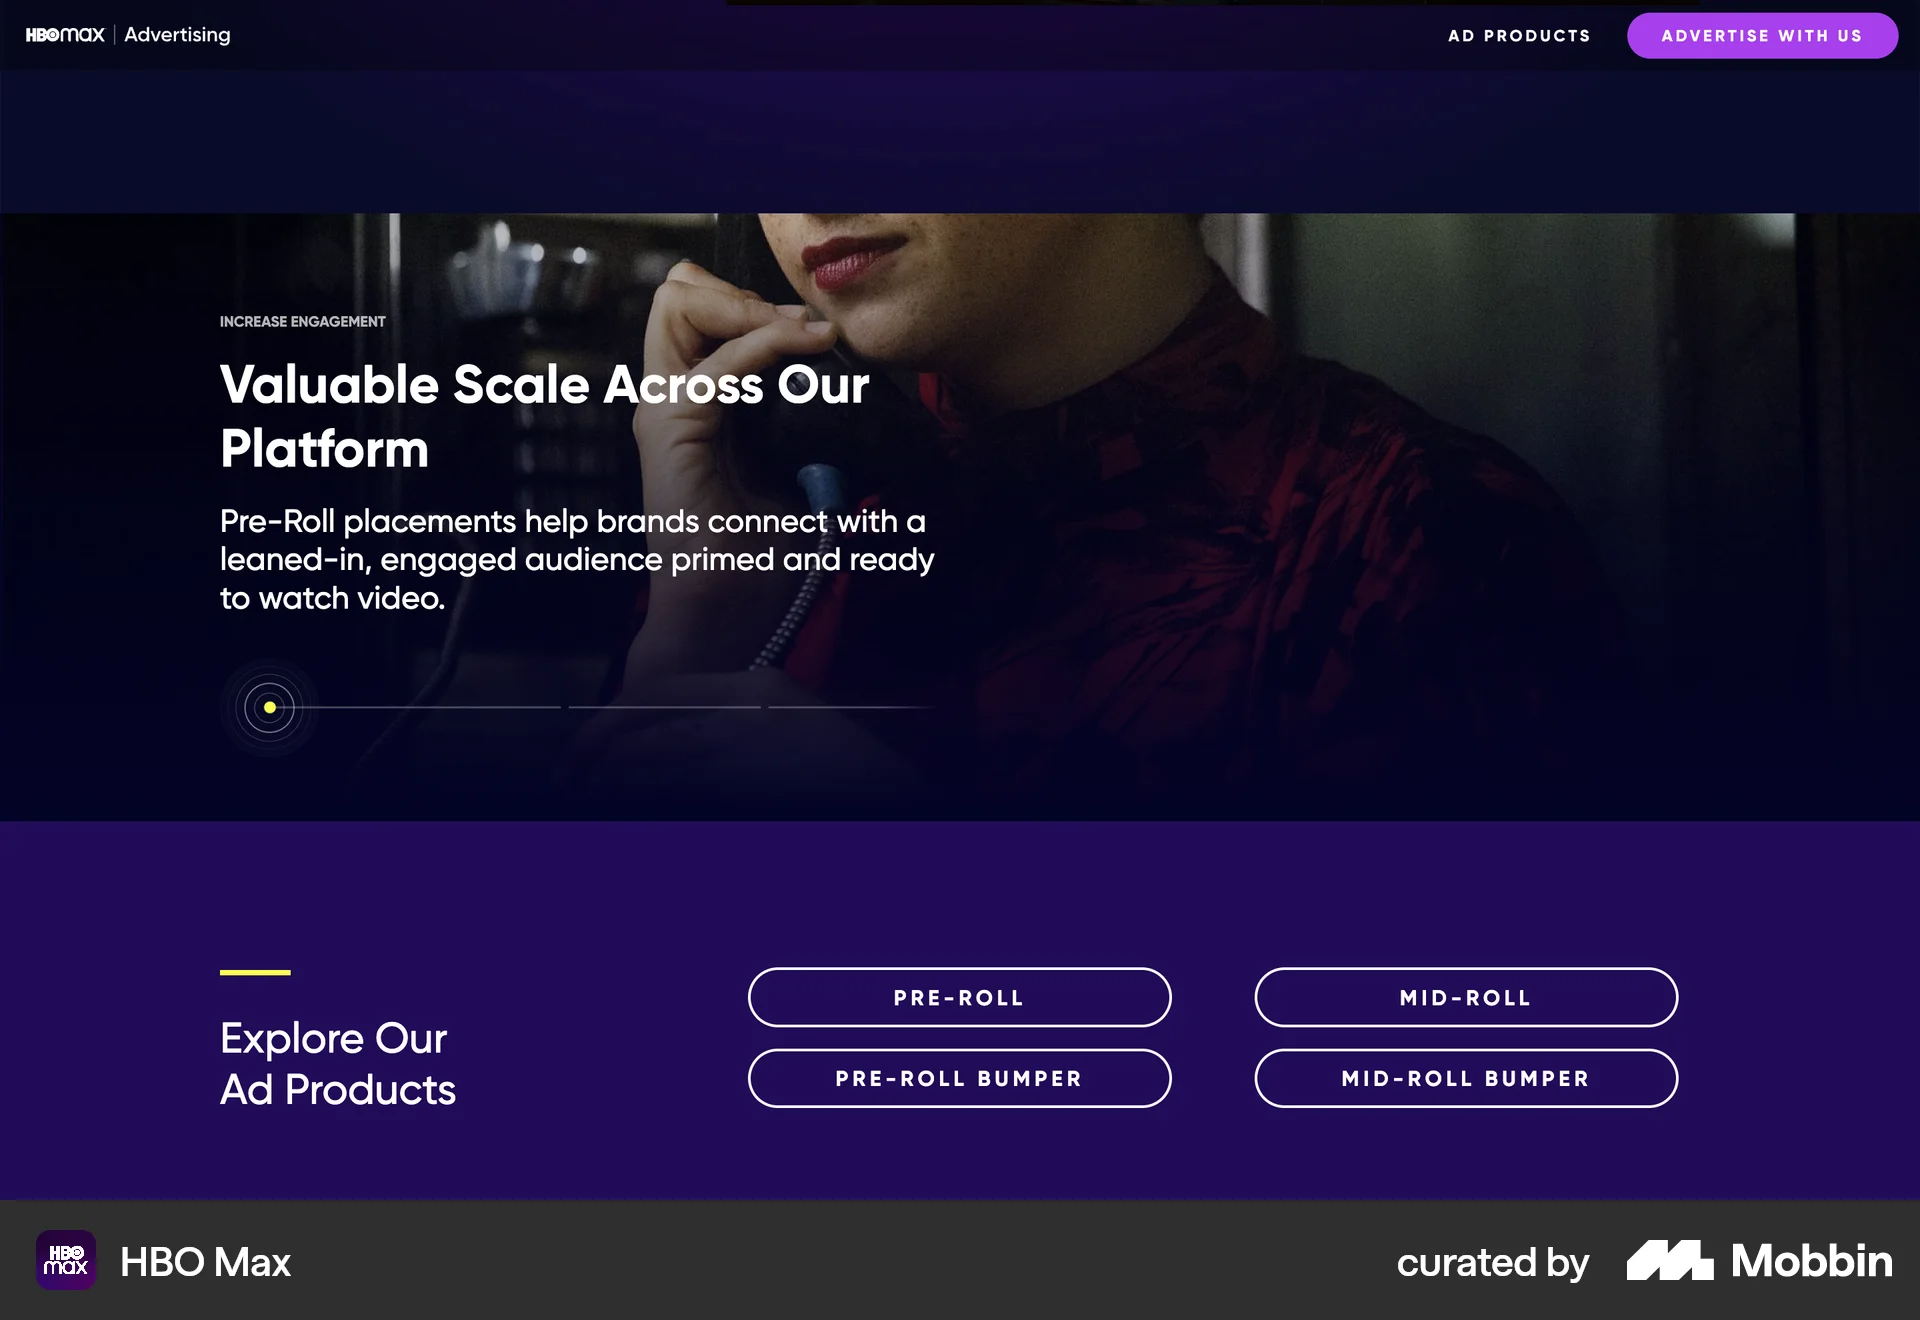 HBO max | Advertising
AD PRODUCTS
ADVERTISE WITH US
INCREASE ENGAGEMENT
Valuable Scale Across Our
Platform
Pre-Roll placements help brands connect with a
leaned-in, engaged audience primed and ready
to watch video.
Explore Our
Ad Products
PRE-ROLL
MID-ROLL
PRE-ROLL BUMPER
MID-ROLL BUMPER
HBO
max
HBO Max
curated by
Mobbin